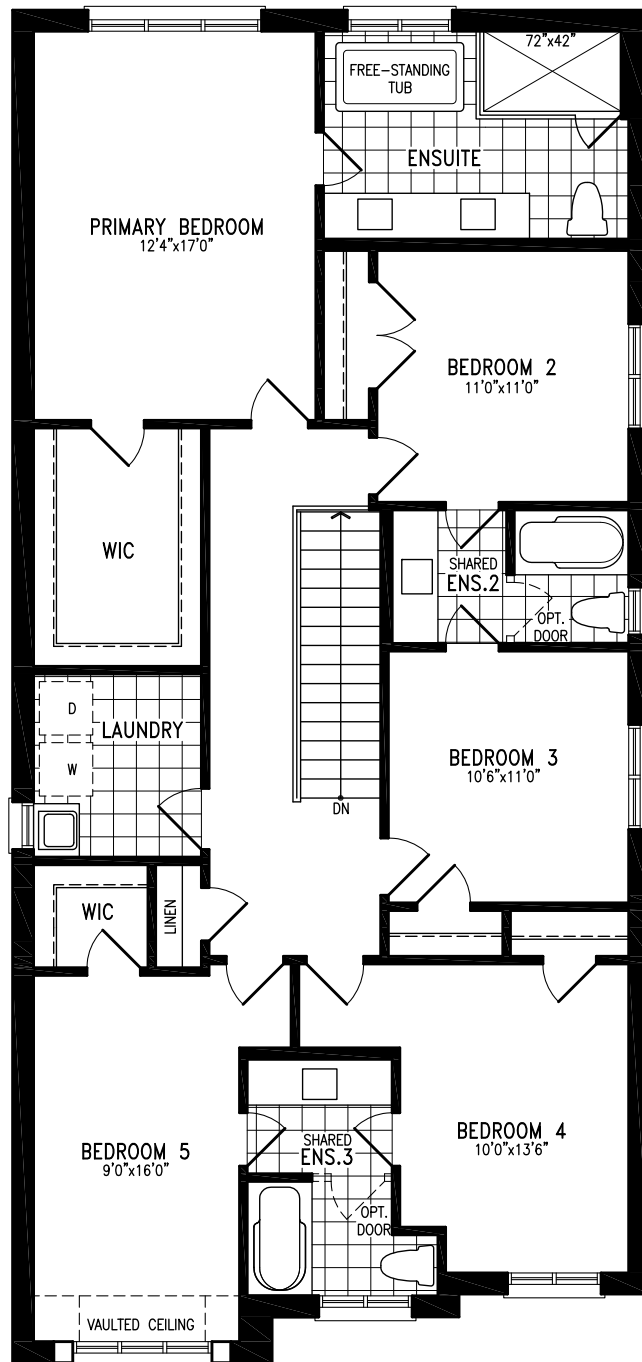 72"x42"
FREE-STANDING
TUB
ENSUITE
PRIMARY BEDROOM
12'4"x17'0"
BEDROOM 2
11'0"x11'0"
WIC
SHARED
ENS.2
OPT.
DOOR
D
LAUNDRY
W
BEDROOM 3
10'6"x11'0"
DN
WIC
LINEN
BEDROOM 5
9'0"x16'0"
SHARED
ENS.3
BEDROOM 4
10'0"x13'6"
OPT.
DOOR
VAULTED CEILING